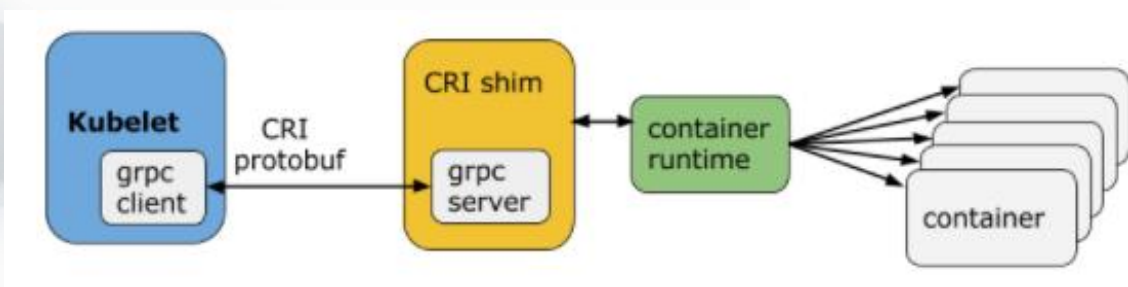 Kubelet
grpc
client
CRI
protobuf
CRI shim
grpc
server
container
runtime
container